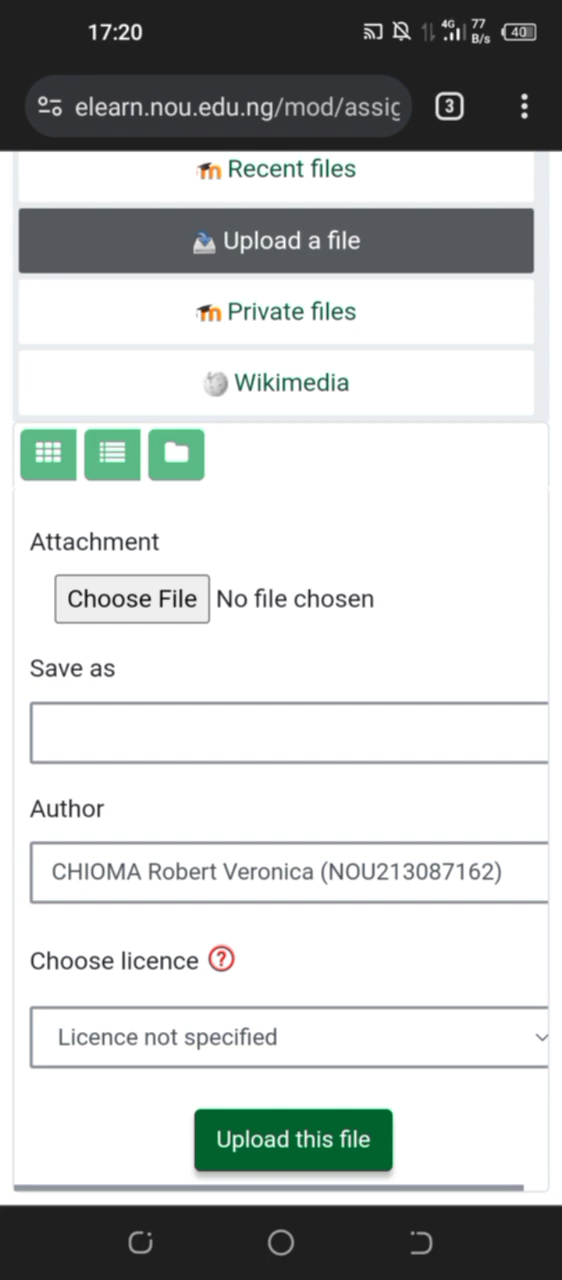 17:20
4G
77
B/s
40
elearn.nou.edu.ng/mod/assig
3
Recent files
Upload a file
Private files
Wikimedia
Attachment
Choose File No file chosen
Save as
Author
CHIOMA Robert Veronica (NOU213087162)
Choose licence ?
Licence not specified
Upload this file